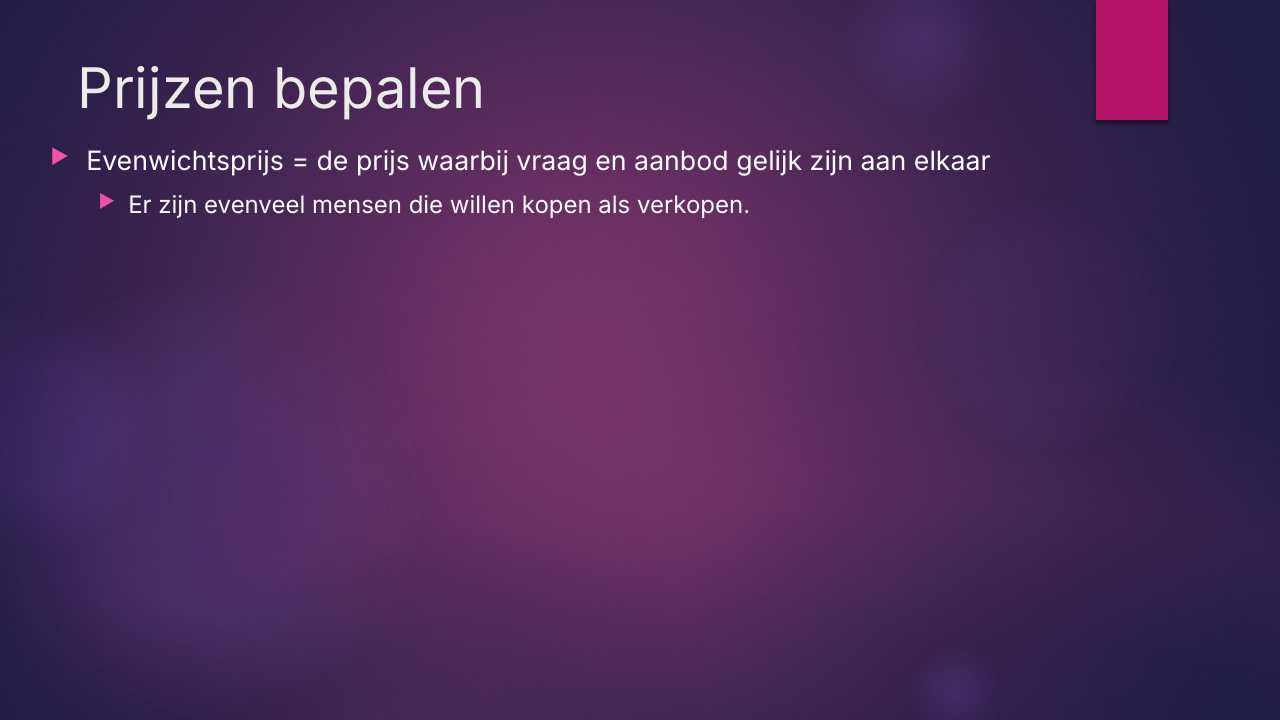 Prijzen bepalen
Evenwichtsprijs = de prijs waarbij vraag en aanbod gelijk zijn aan elkaar
Er zijn evenveel mensen die willen kopen als verkopen.